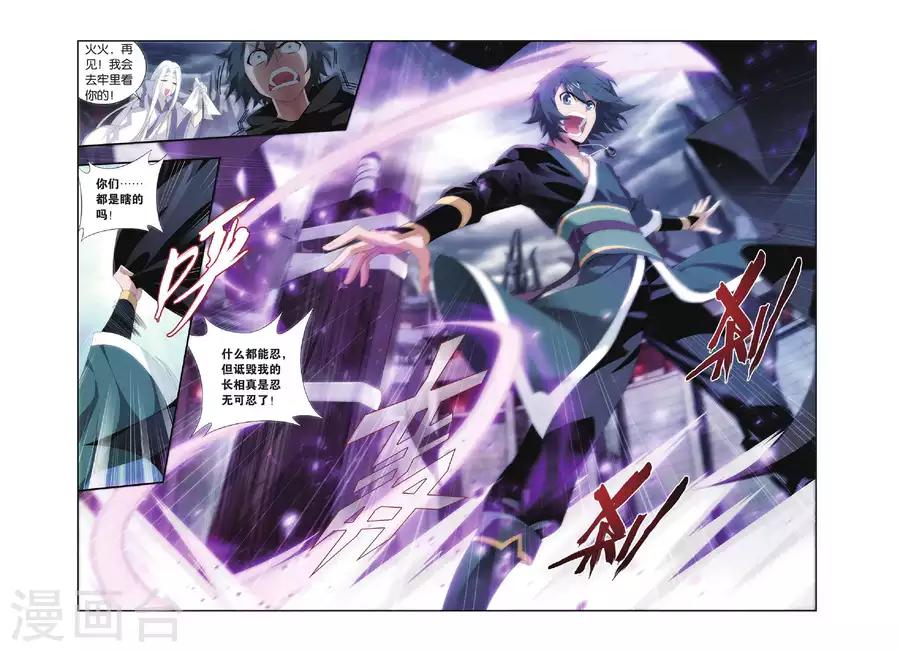 火火，再
见！我会
去牢里看
你的！
你们……
都是瞎的
吗！
呼
什么都能忍，
但诋毁我的
长相真是忍
无可忍了！
轰
刹
刹
漫画台